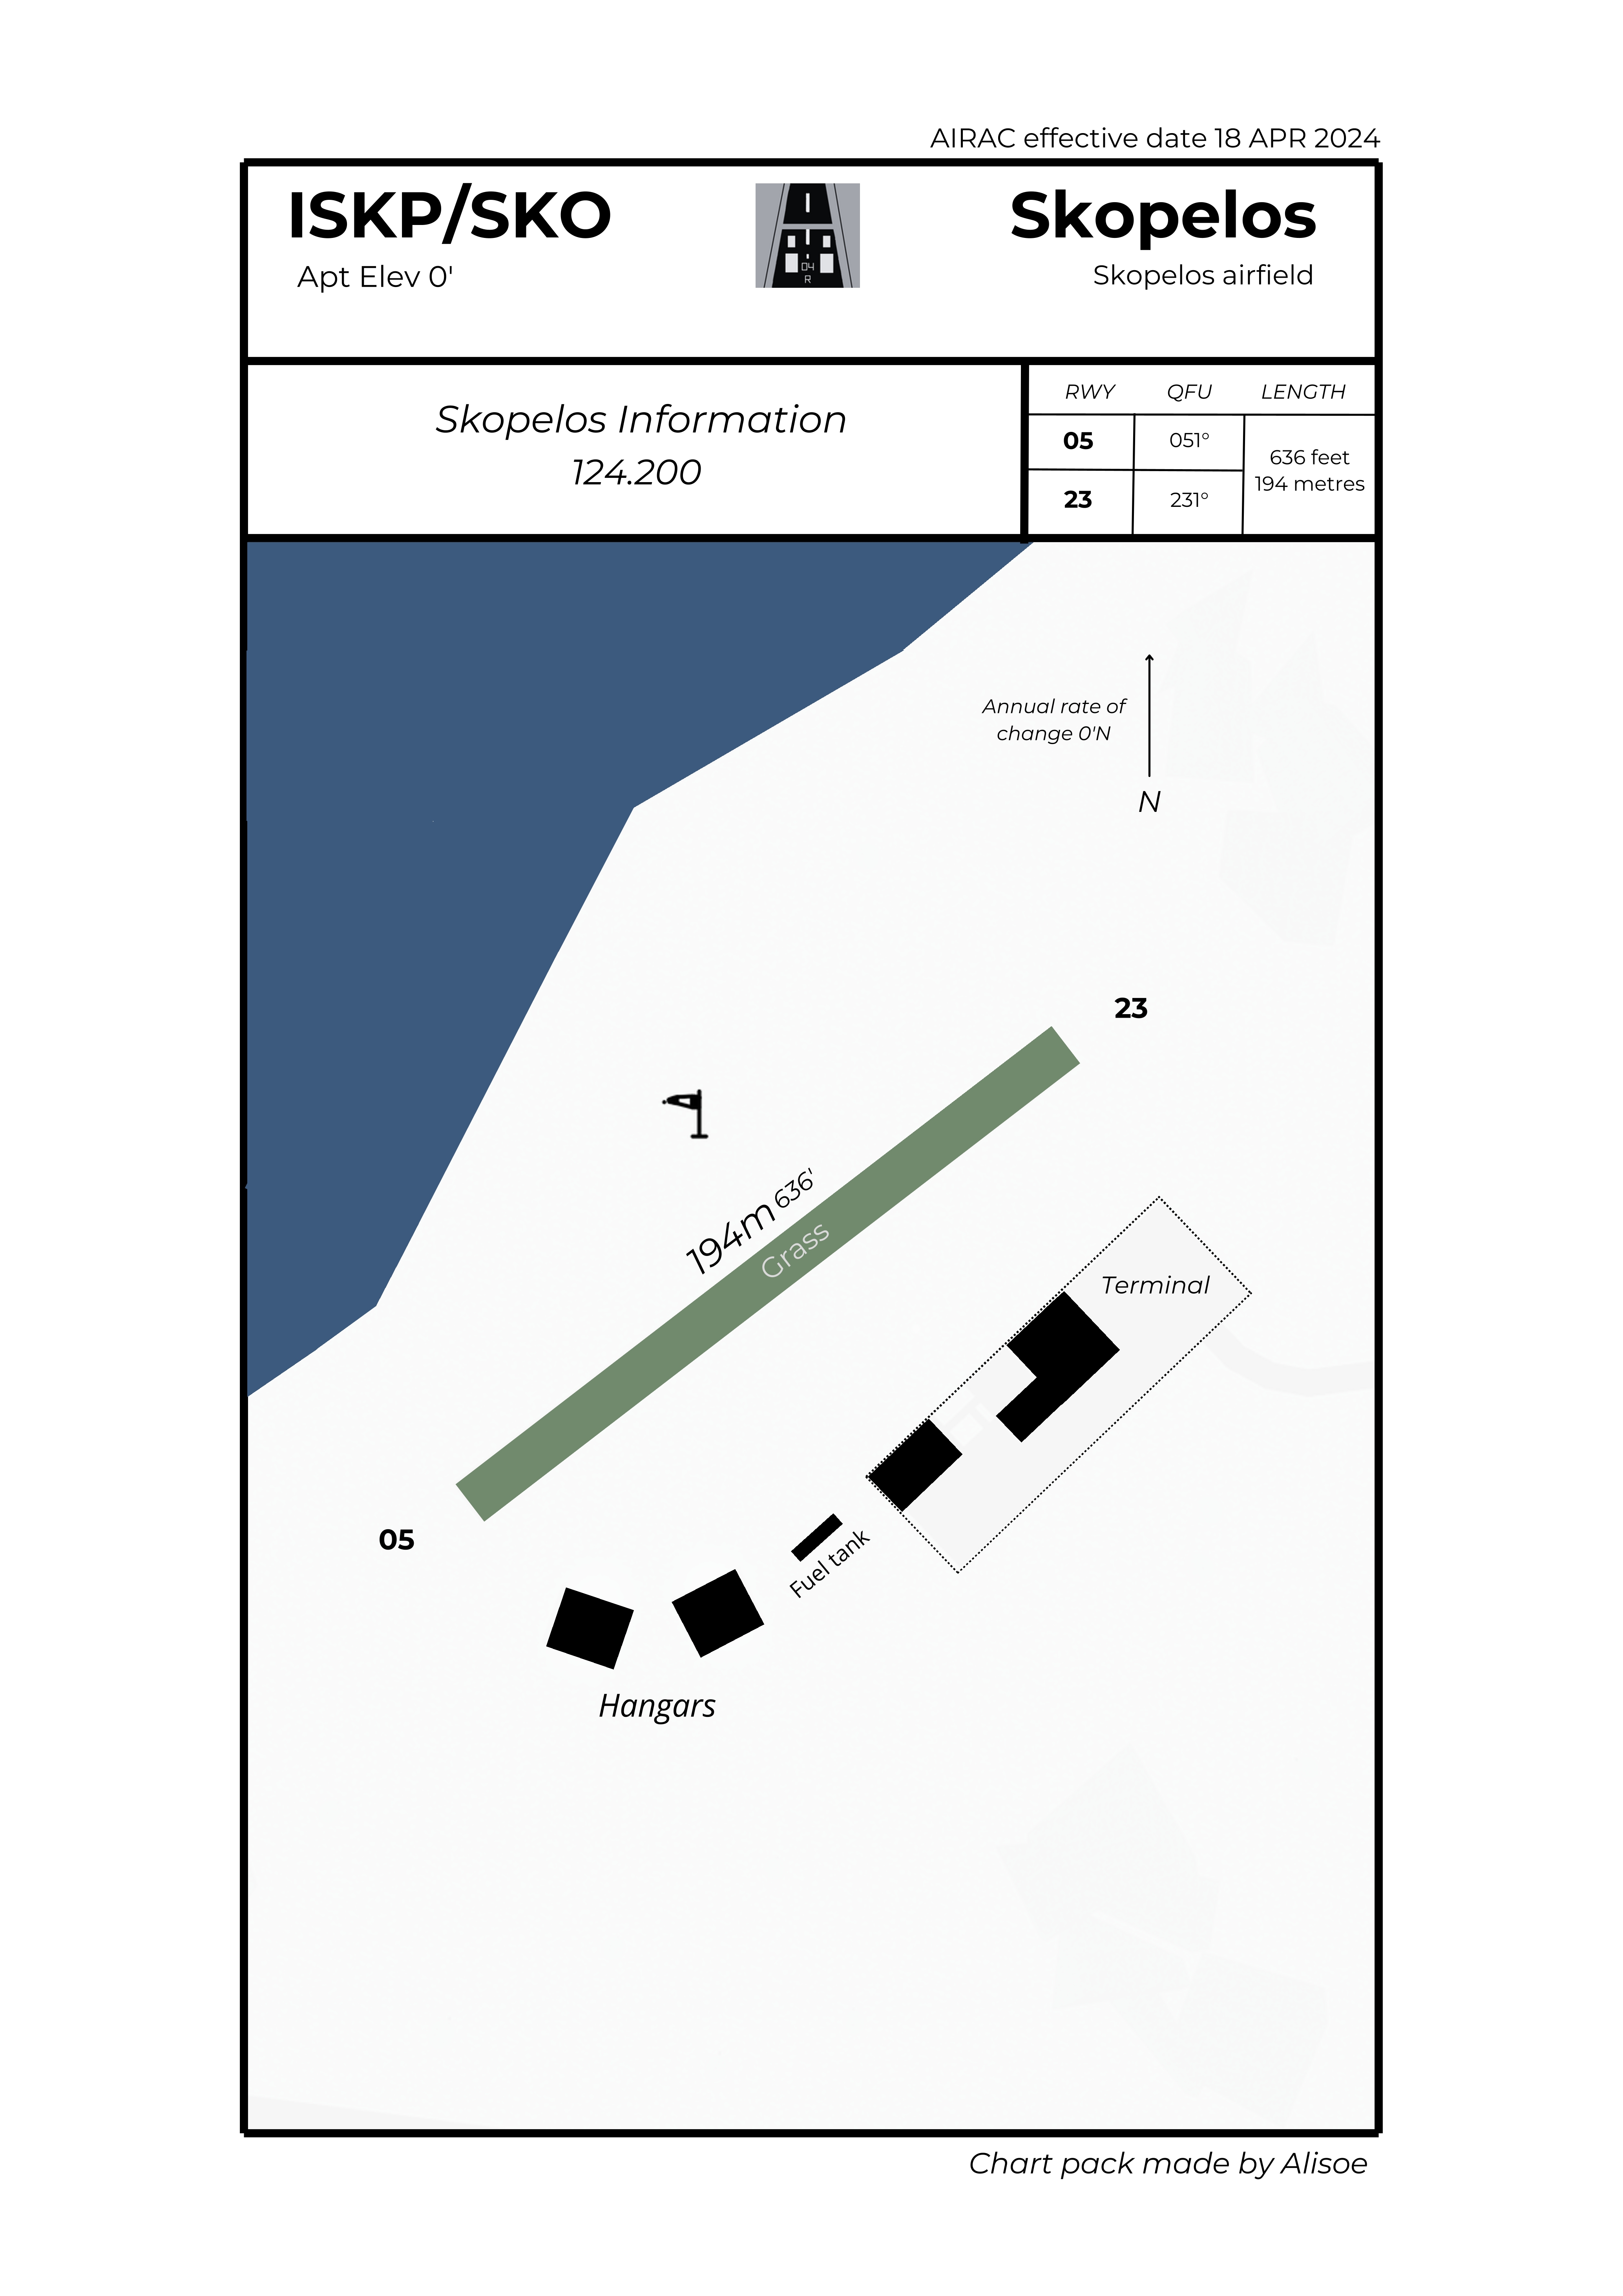 AIRAC effective date 18 APR 2024
ISKP/SKO
Apt Elev 0'
04
R
Skopelos
Skopelos airfield
Skopelos Information
124.200
RWY QFU LENGTH
05 051°
23 231°
636 feet
194 metres
Annual rate of
change 0'N
N
23
194m 636'
Grass
Terminal
05
Fuel tank
Hangars
Chart pack made by Alisoe